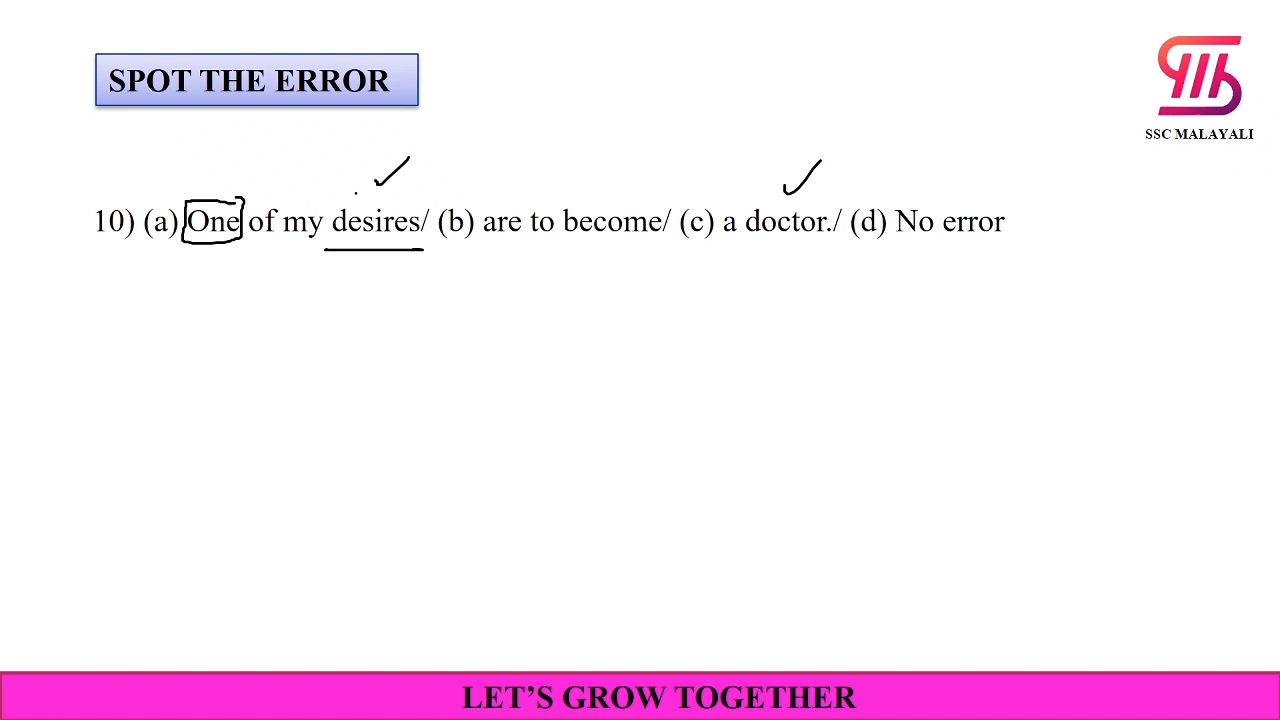 SPOT THE ERROR
SSC MALAYALI
10) (a) One of my desires/ (b) are to become/ (c) a doctor./ (d) No error
LET’S GROW TOGETHER